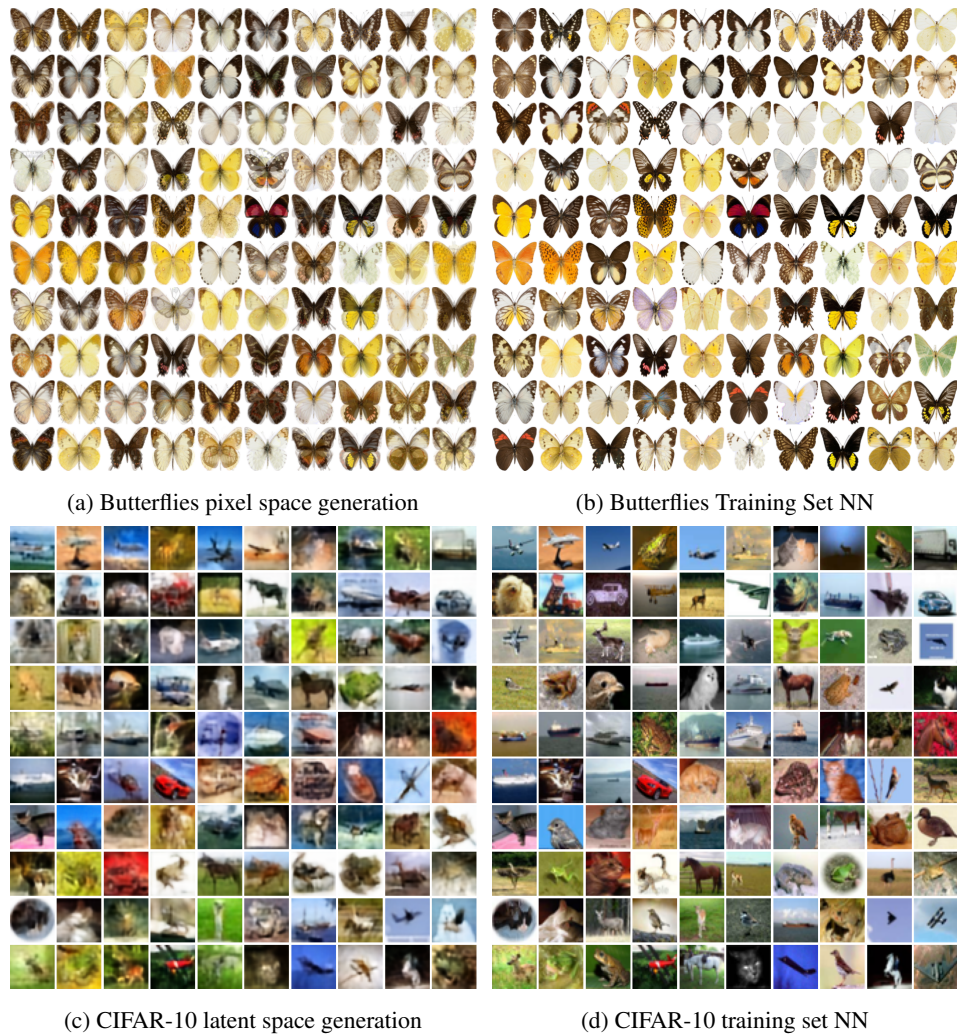 (a) Butterflies pixel space generation
(b) Butterflies Training Set NN
(c) CIFAR-10 latent space generation
(d) CIFAR-10 training set NN